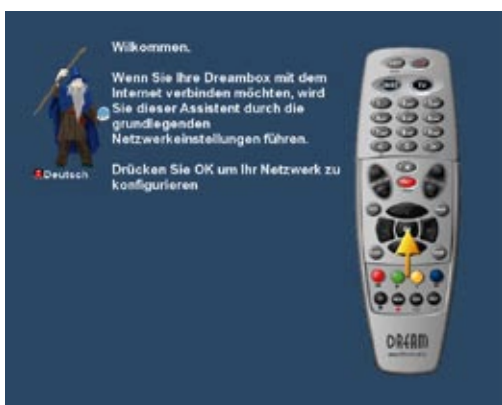 Wilkommen.
Wenn Sie Ihre Dreambox mit dem
Internet verbinden möchten, wird
Sie dieser Assistent durch die
grundlegenden
Netzwerkeinstellungen führen.
Deutsch
Drücken Sie OK um Ihr Netzwerk zu
konfigurieren
TV
DREAM